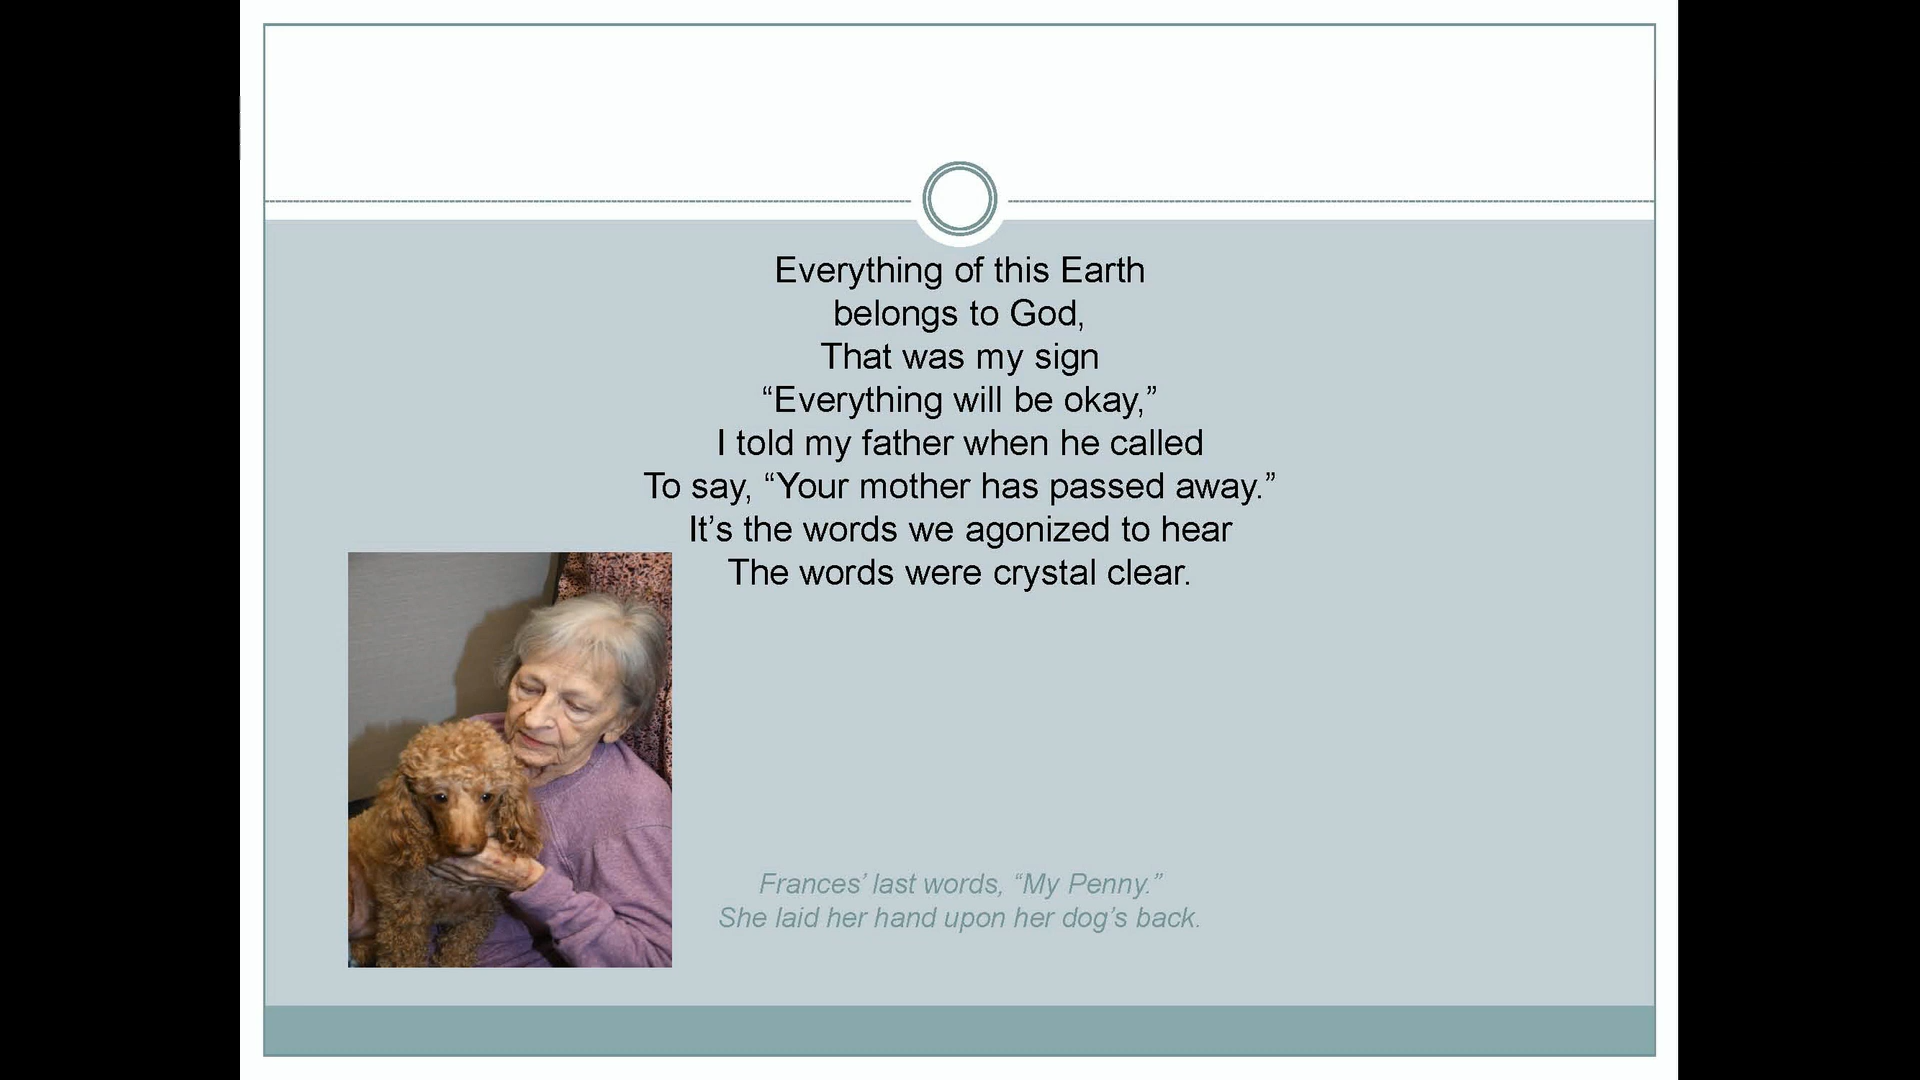 Everything of this Earth
belongs to God,
That was my sign
“Everything will be okay,”
I told my father when he called
To say, “Your mother has passed away.”
It’s the words we agonized to hear
The words were crystal clear.
Frances’ last words, “My Penny.”
She laid her hand upon her dog’s back.